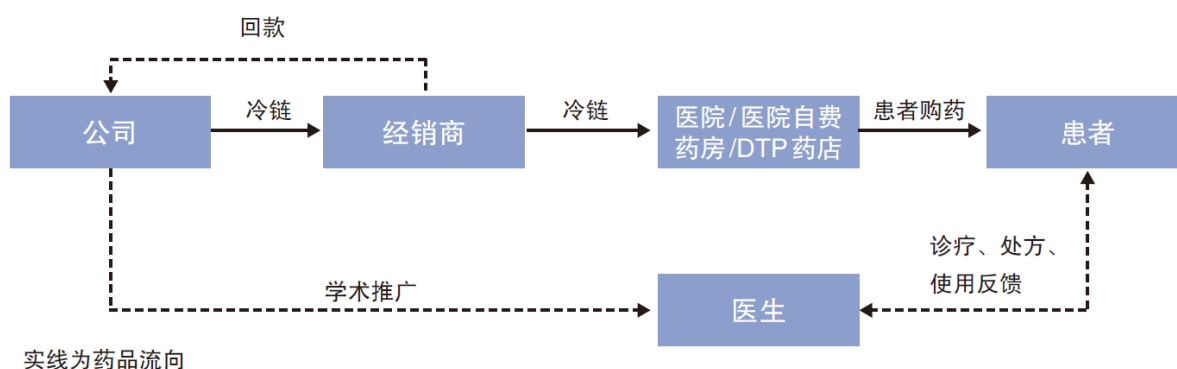 回款
公司
冷链
经销商
冷链
医院/医院自费
药房/DTP药店
患者购药
患者
学术推广
医生
诊疗、处方、
使用反馈
实线为药品流向